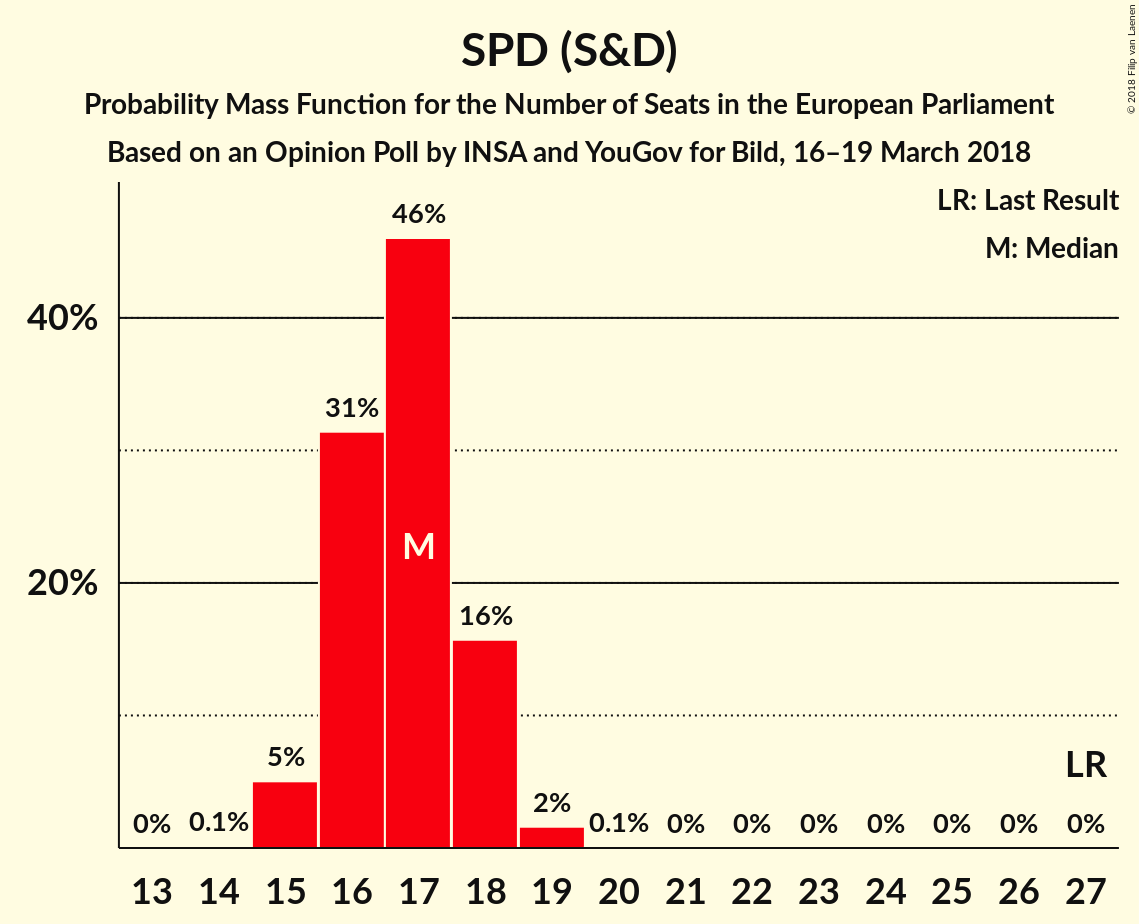 SPD (S&D)
Probability Mass Function for the Number of Seats in the European Parliament
Based on an Opinion Poll by INSA and YouGov for Bild, 16–19 March 2018
© 2018 Filip van Laenen
LR: Last Result
M: Median
40%
20%
0%
0.1%
5%
31%
46%
M
16%
2%
0.1%
0%
0%
0%
0%
0%
0%
LR
0%
13 14 15 16 17 18 19 20 21 22 23 24 25 26 27